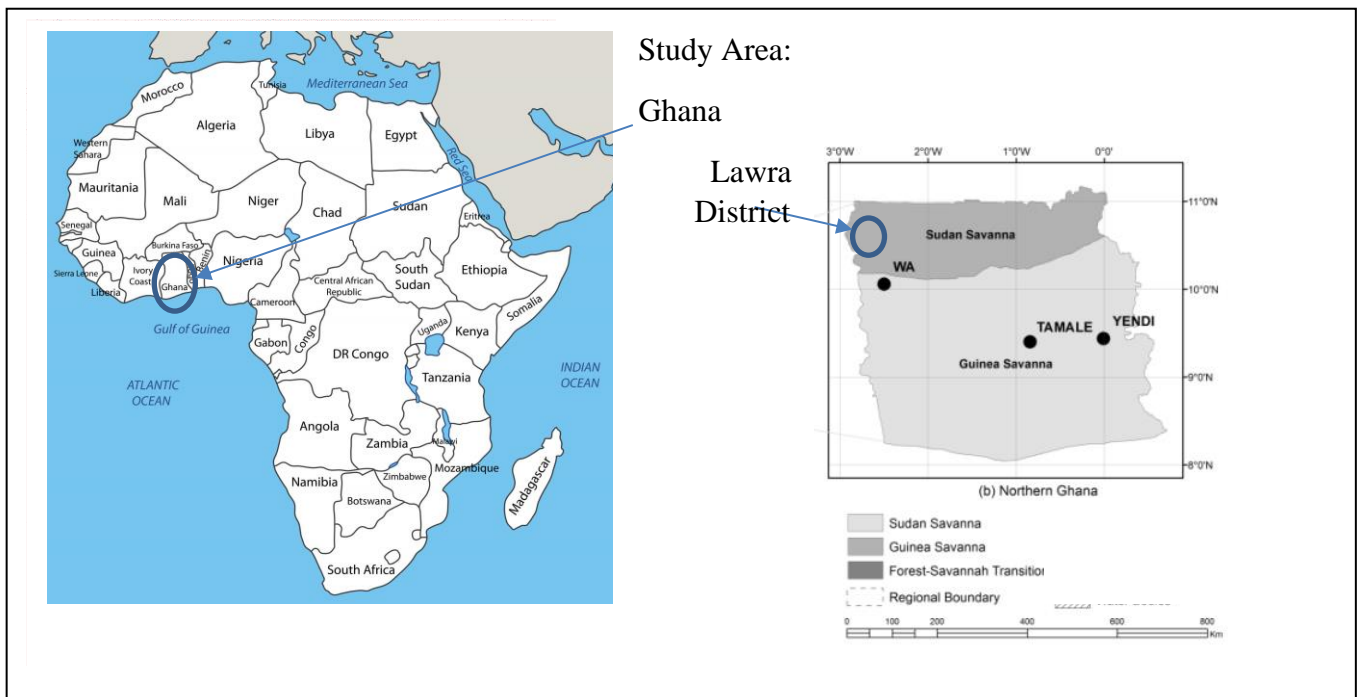 Study Area:
Ghana
Lawra
District
Mediterranean Sea
Morocco
Tunisia
Algeria
Libya
Egypt
Western
Sahara
Red Sea
Mauritania
Mali
Niger
Chad
Sudan
Eritrea
Senegal
Burkina Faso
Guinea
Benin
Nigeria
Sierra Leone
Ivory
Coast
Ghana
Liberia
Central African
Republic
South
Sudan
Ethiopia
Somalia
Cameroon
Gulf of Guinea
Uganda
Kenya
Gabon
Congo
DR Congo
INDIAN
OCEAN
Tanzania
ATLANTIC
OCEAN
Angola
Zambia
Malawi
Mozambique
Zimbabwe
Namibia
Botswana
Madagascar
South Africa
3°0'W
2°0'W
1°0'W
0°0'
11°0'N
Sudan Savanna
WA
10°0'N
TAMALE
YENDI
Guinea Savanna
9°0'N
8°0'N
(b) Northern Ghana
Sudan Savanna
Guinea Savanna
Forest-Savannah Transition
Regional Boundary
0 100 200 400 600 800
Km